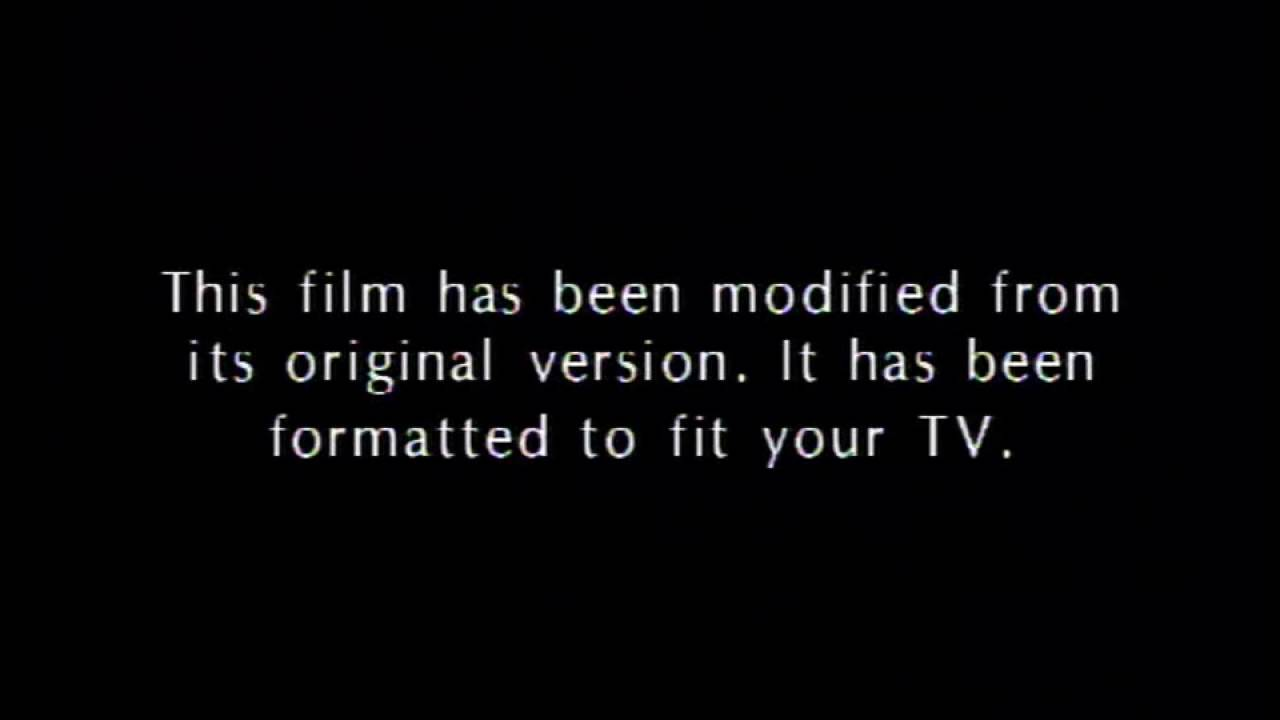 This film has been modified from
its original version. It has been
formatted to fit your TV.